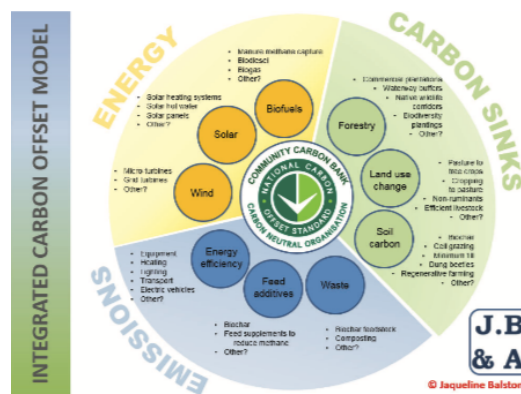 INTEGRATED CARBON OFFSET MODEL
ENERGY
• Manure methane capture
• Biodiesel
• Biogas
• Other?
Biofuels
• Solar heating systems
• Solar hot water
• Solar panels
• Other?
Solar
• Micro turbines
• Grid turbines
• Other?
Wind
CARBON SINKS
• Commercial plantations
• Waterway buffers
• Native wildlife
corridors
• Biodiversity
plantings
• Other?
Forestry
• Pasture to
tree crops
• Cropping
to pasture
• Non-ruminants
• Efficient livestock
• Other?
Land use
change
• Biochar
• Cell grazing
• Minimum till
• Dung beetles
• Regenerative farming
• Other?
Soil
carbon
COMMUNITY CARBON BANK
NATIONAL CARBON
OFFSET STANDARD
CARBON NEUTRAL ORGANISATION
EMISSIONS
• Equipment
• Heating
• Lighting
• Transport
• Electric vehicles
• Other?
Energy
efficiency
Feed
additives
• Biochar
• Feed supplements to
reduce methane
• Other?
Waste
• Biochar feedstock
• Composting
• Other?
J.B
& A
© Jaqueline Balston